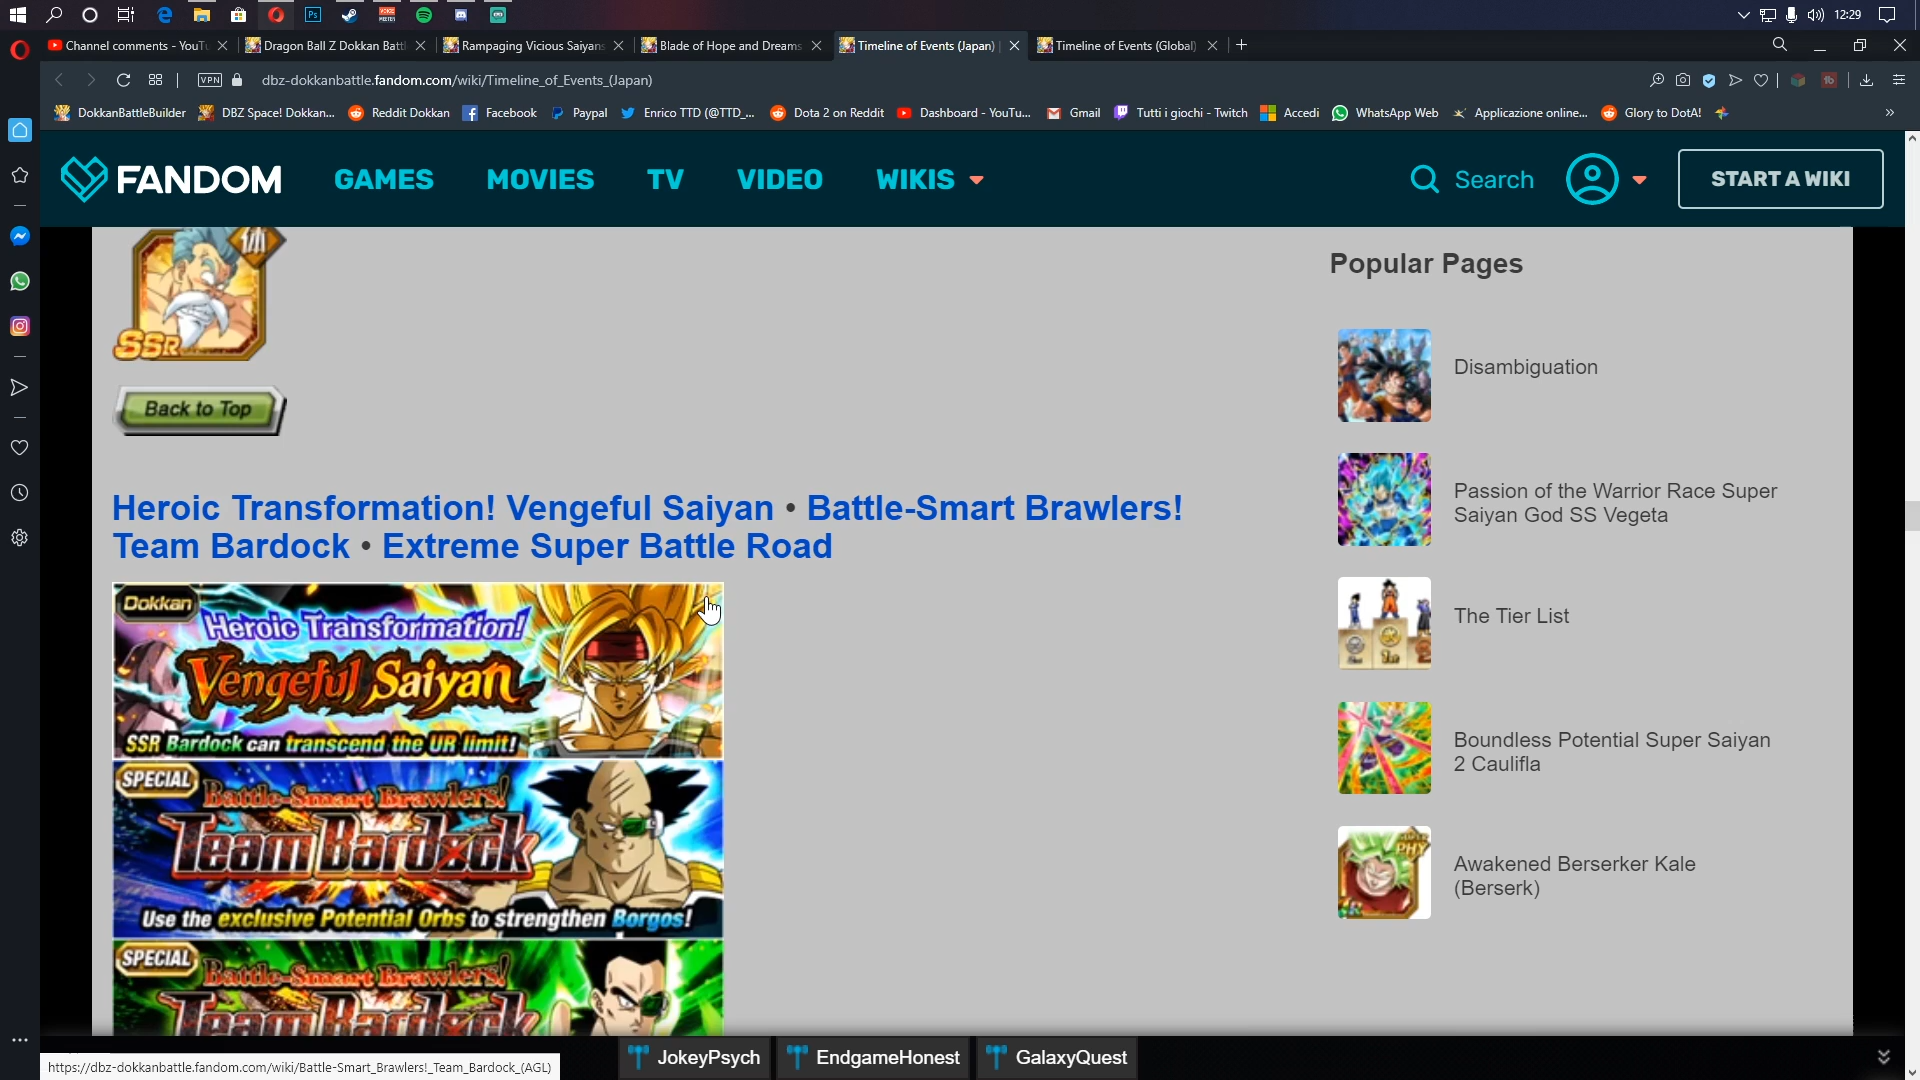 12:29
Channel comments - YouTu
Dragon Ball Z Dokkan Batt
Rampaging Vicious Saiyans
Blade of Hope and Dreams
Timeline of Events (Japan)
Timeline of Events (Global)
VPN
dbz-dokkanbattle.fandom.com/wiki/Timeline_of_Events_(Japan)
DokkanBattleBuilder
DBZ Space! Dokkan...
Reddit Dokkan
Facebook
Paypal
Enrico TTD (@TTD_...
Dota 2 on Reddit
Dashboard - YouTu...
Gmail
Tutti i giochi - Twitch
Accedi
WhatsApp Web
Applicazione online...
Glory to DotA!
FANDOM
GAMES
MOVIES
TV
VIDEO
WIKIS
Search
START A WIKI
SSR
Back to Top
Heroic Transformation! Vengeful Saiyan • Battle-Smart Brawlers!
Team Bardock • Extreme Super Battle Road
Dokkan
Heroic Transformation!
Vengeful Saiyan
SSR Bardock can transcend the UR limit!
SPECIAL
Battle-Smart Brawlers!
Team Bardock
Use the exclusive Potential Orbs to strengthen Borgos!
SPECIAL
Battle-Smart Brawlers!
Team Bardock
Popular Pages
Disambiguation
Passion of the Warrior Race Super
Saiyan God SS Vegeta
The Tier List
Boundless Potential Super Saiyan
2 Caulifla
SUPER
PHY
Awakened Berserker Kale
(Berserk)
JokeyPsych
EndgameHonest
GalaxyQuest
https://dbz-dokkanbattle.fandom.com/wiki/Battle-Smart_Brawlers!_Team_Bardock_(AGL)